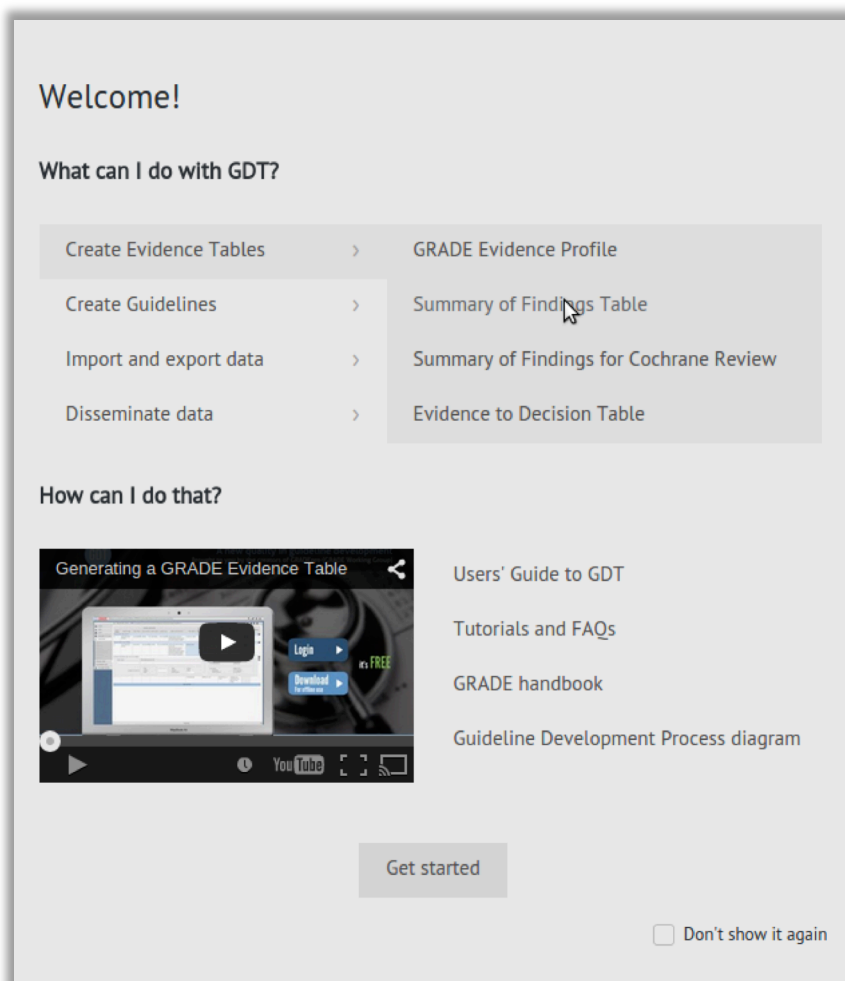 Welcome!
What can I do with GDT?
Create Evidence Tables
Create Guidelines
Import and export data
Disseminate data
GRADE Evidence Profile
Summary of Findings Table
Summary of Findings for Cochrane Review
Evidence to Decision Table
How can I do that?
Generating a GRADE Evidence Table
Login
it's FREE
Download
For offline use
YouTube
Users' Guide to GDT
Tutorials and FAQs
GRADE handbook
Guideline Development Process diagram
Get started
Don't show it again